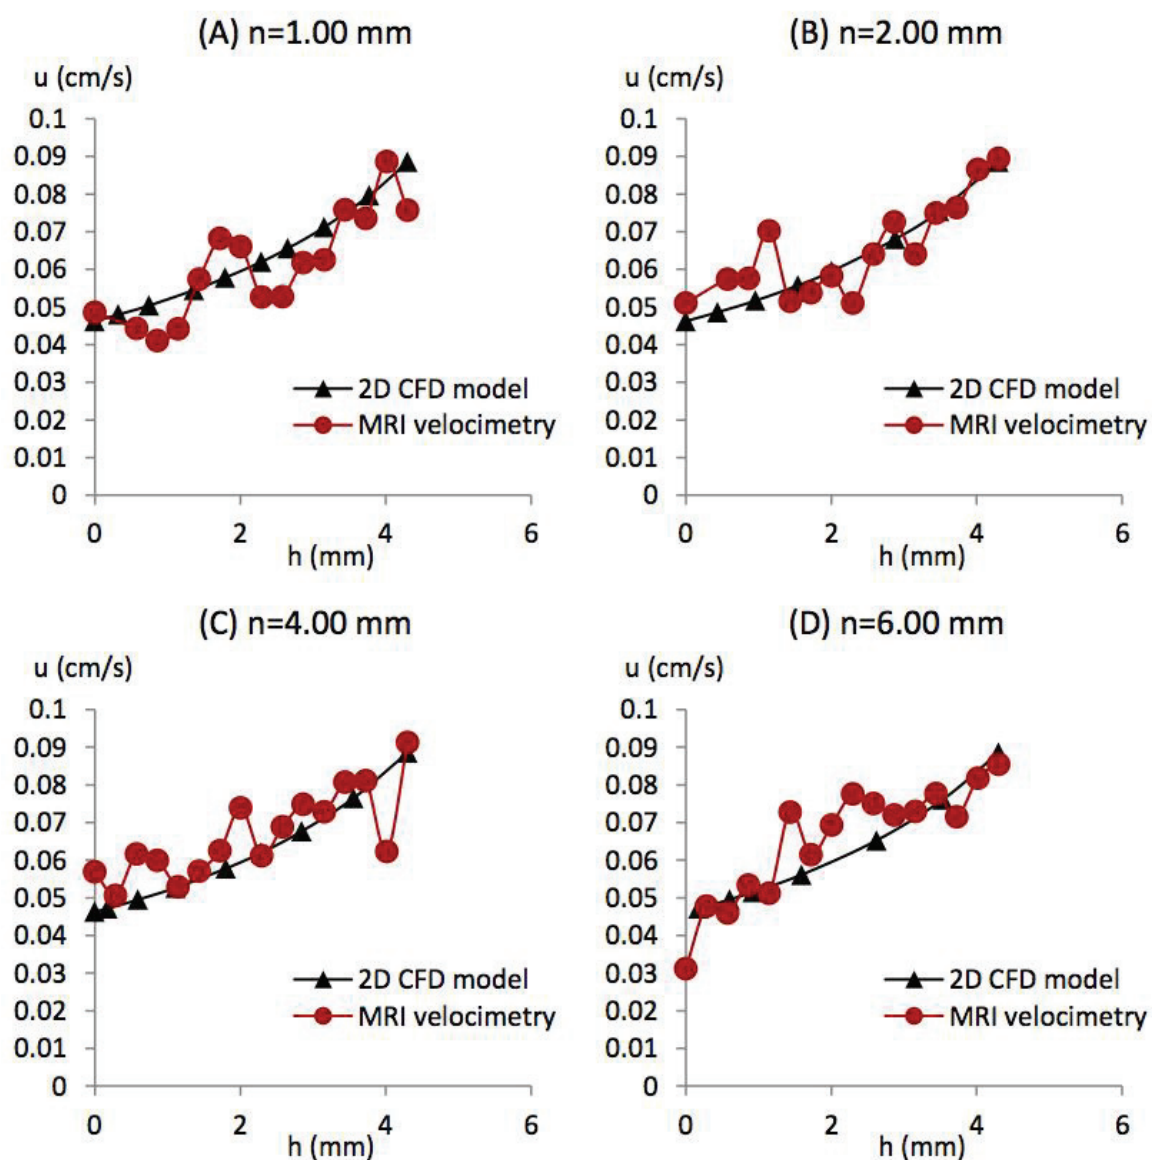 (A) n=1.00 mm
u (cm/s)
0.1
0.09
0.08
0.07
0.06
0.05
0.04
0.03
0.02
0.01
0
2D CFD model
MRI velocimetry
0 2 4 6
h (mm)
(B) n=2.00 mm
u (cm/s)
0.1
0.09
0.08
0.07
0.06
0.05
0.04
0.03
0.02
0.01
0
2D CFD model
MRI velocimetry
0 2 4 6
h (mm)
(C) n=4.00 mm
u (cm/s)
0.1
0.09
0.08
0.07
0.06
0.05
0.04
0.03
0.02
0.01
0
2D CFD model
MRI velocimetry
0 2 4 6
h (mm)
(D) n=6.00 mm
u (cm/s)
0.1
0.09
0.08
0.07
0.06
0.05
0.04
0.03
0.02
0.01
0
2D CFD model
MRI velocimetry
0 2 4 6
h (mm)